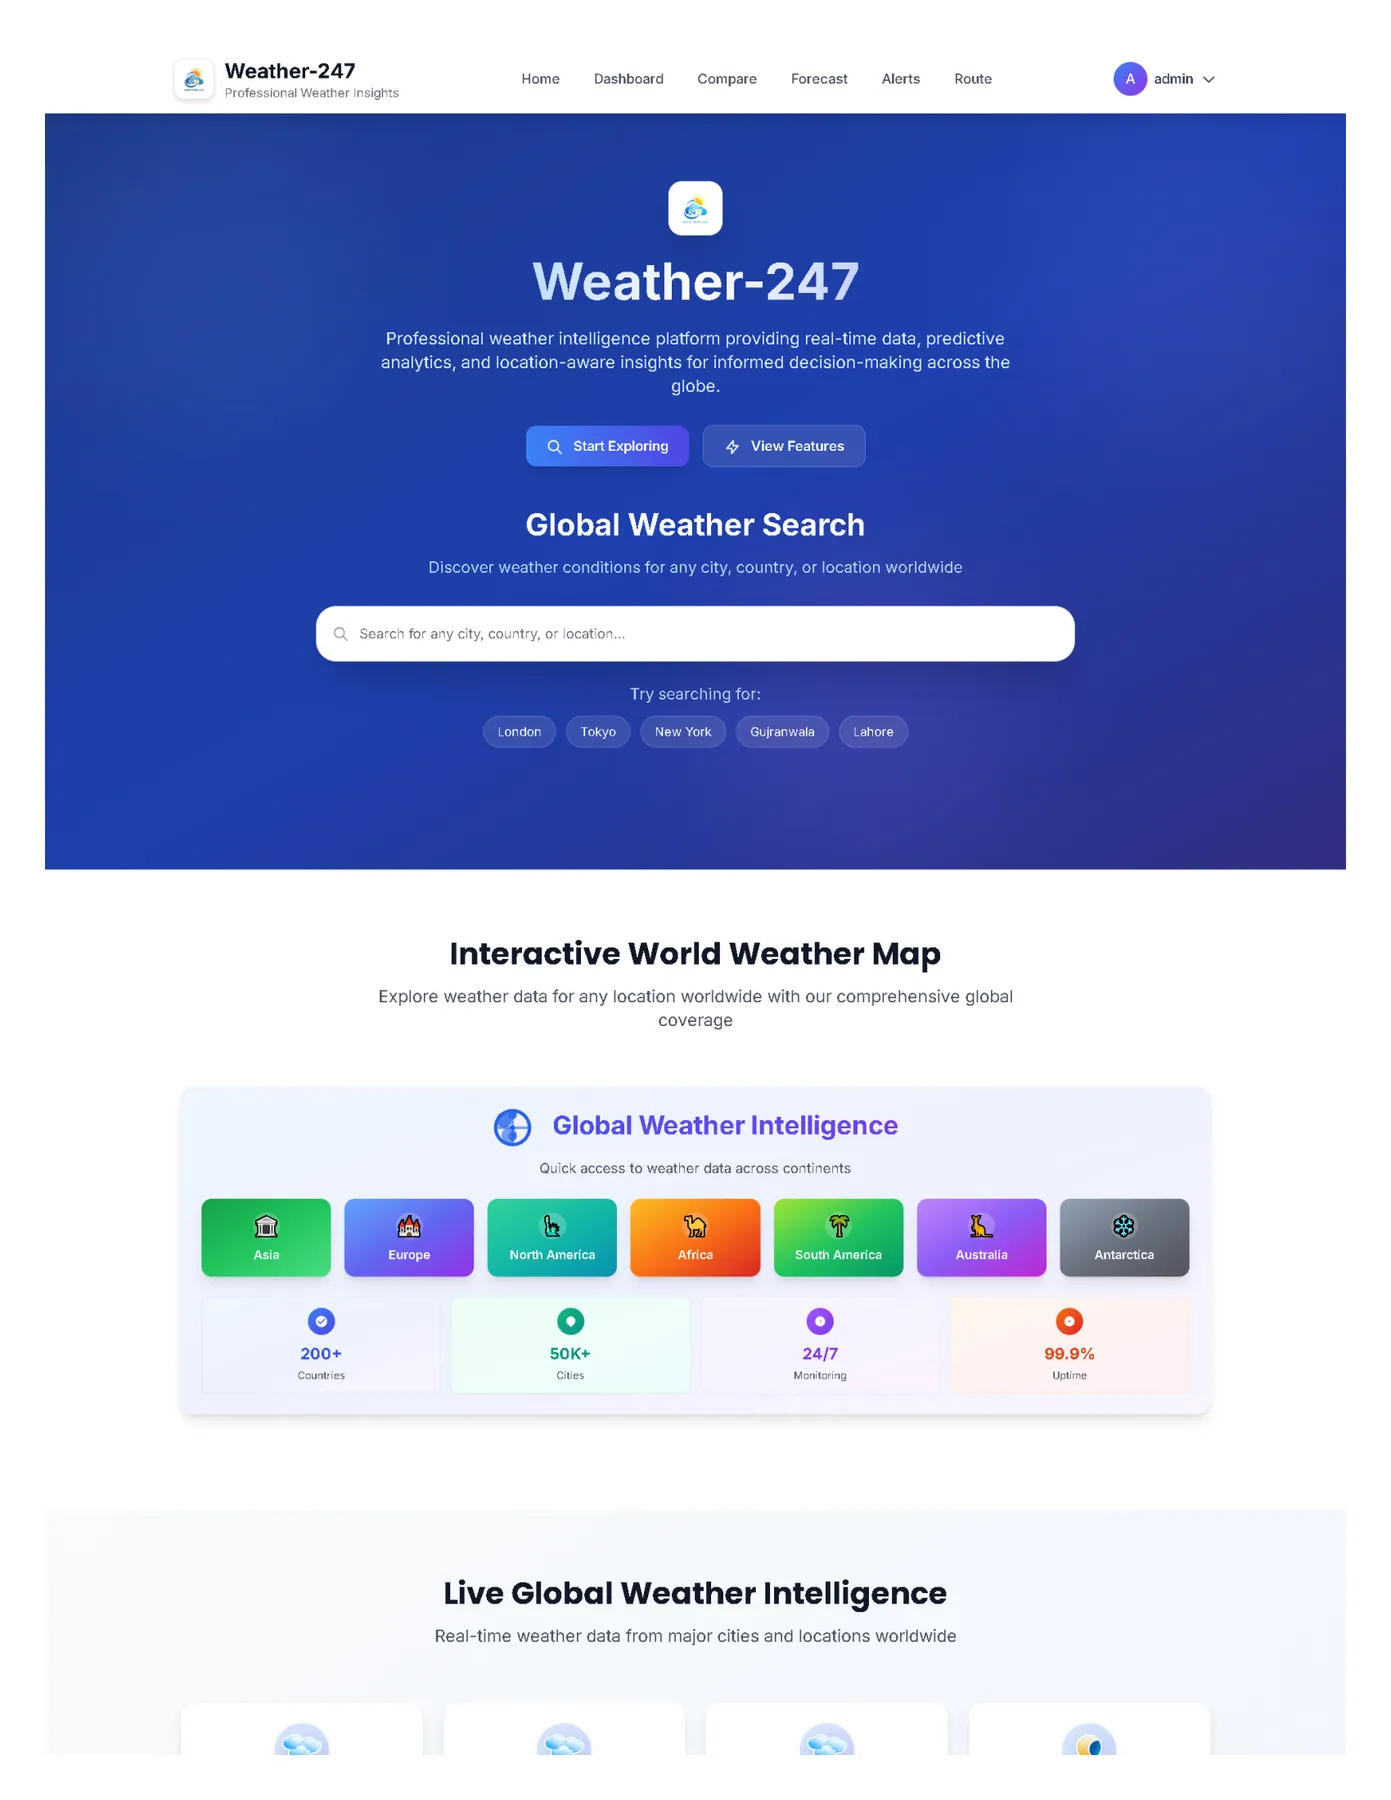 Weather-247
Professional Weather Insights
Home Dashboard Compare Forecast Alerts Route
A admin
Weather-247
Professional weather intelligence platform providing real-time data, predictive
analytics, and location-aware insights for informed decision-making across the
globe.
Start Exploring View Features
Global Weather Search
Discover weather conditions for any city, country, or location worldwide
Search for any city, country, or location...
Try searching for:
London Tokyo New York Gujranwala Lahore
Interactive World Weather Map
Explore weather data for any location worldwide with our comprehensive global
coverage
Global Weather Intelligence
Quick access to weather data across continents
Asia Europe North America Africa South America Australia Antarctica
200+ 50K+ 24/7 99.9%
Countries Cities Monitoring Uptime
Live Global Weather Intelligence
Real-time weather data from major cities and locations worldwide